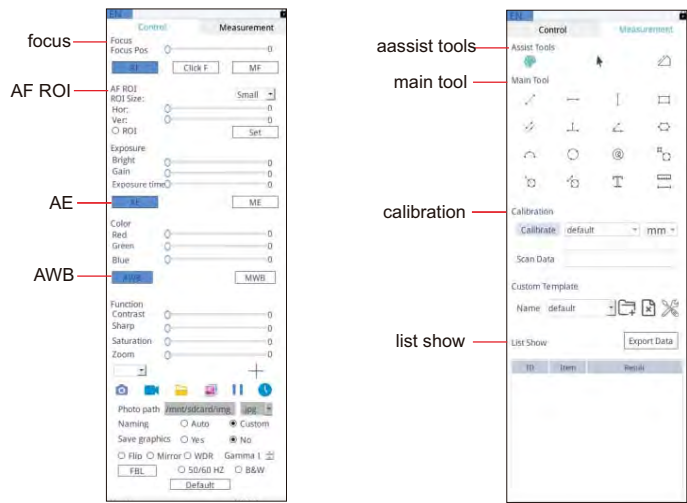 EN
Control Measurement
focus
Focus
Focus Pos 0
AF Click F MF
AF ROI
AF ROI
ROI Size: Small
Hor: 0
Ver: 0
ROI Set
Exposure
Bright 0
Gain 0
Exposure time 0
AE
AE ME
Color
Red 0
Green 0
Blue 0
AWB
AWB MWB
Function
Contrast 0
Sharp 0
Saturation 0
Zoom 0
Photo path /mnt/sdcard/img .jpg
Naming Auto Custom
Save graphics Yes No
Flip Mirror WDR Gamma 1
FBL 50/60 HZ B&W
Default
EN
Control Measurement
aassist tools
Assist Tools
main tool
Main Tool
T
calibration
Calibration
Calibrate default mm
Scan Data
Custom Template
Name default
list show
List Show Export Data
ID Item Result